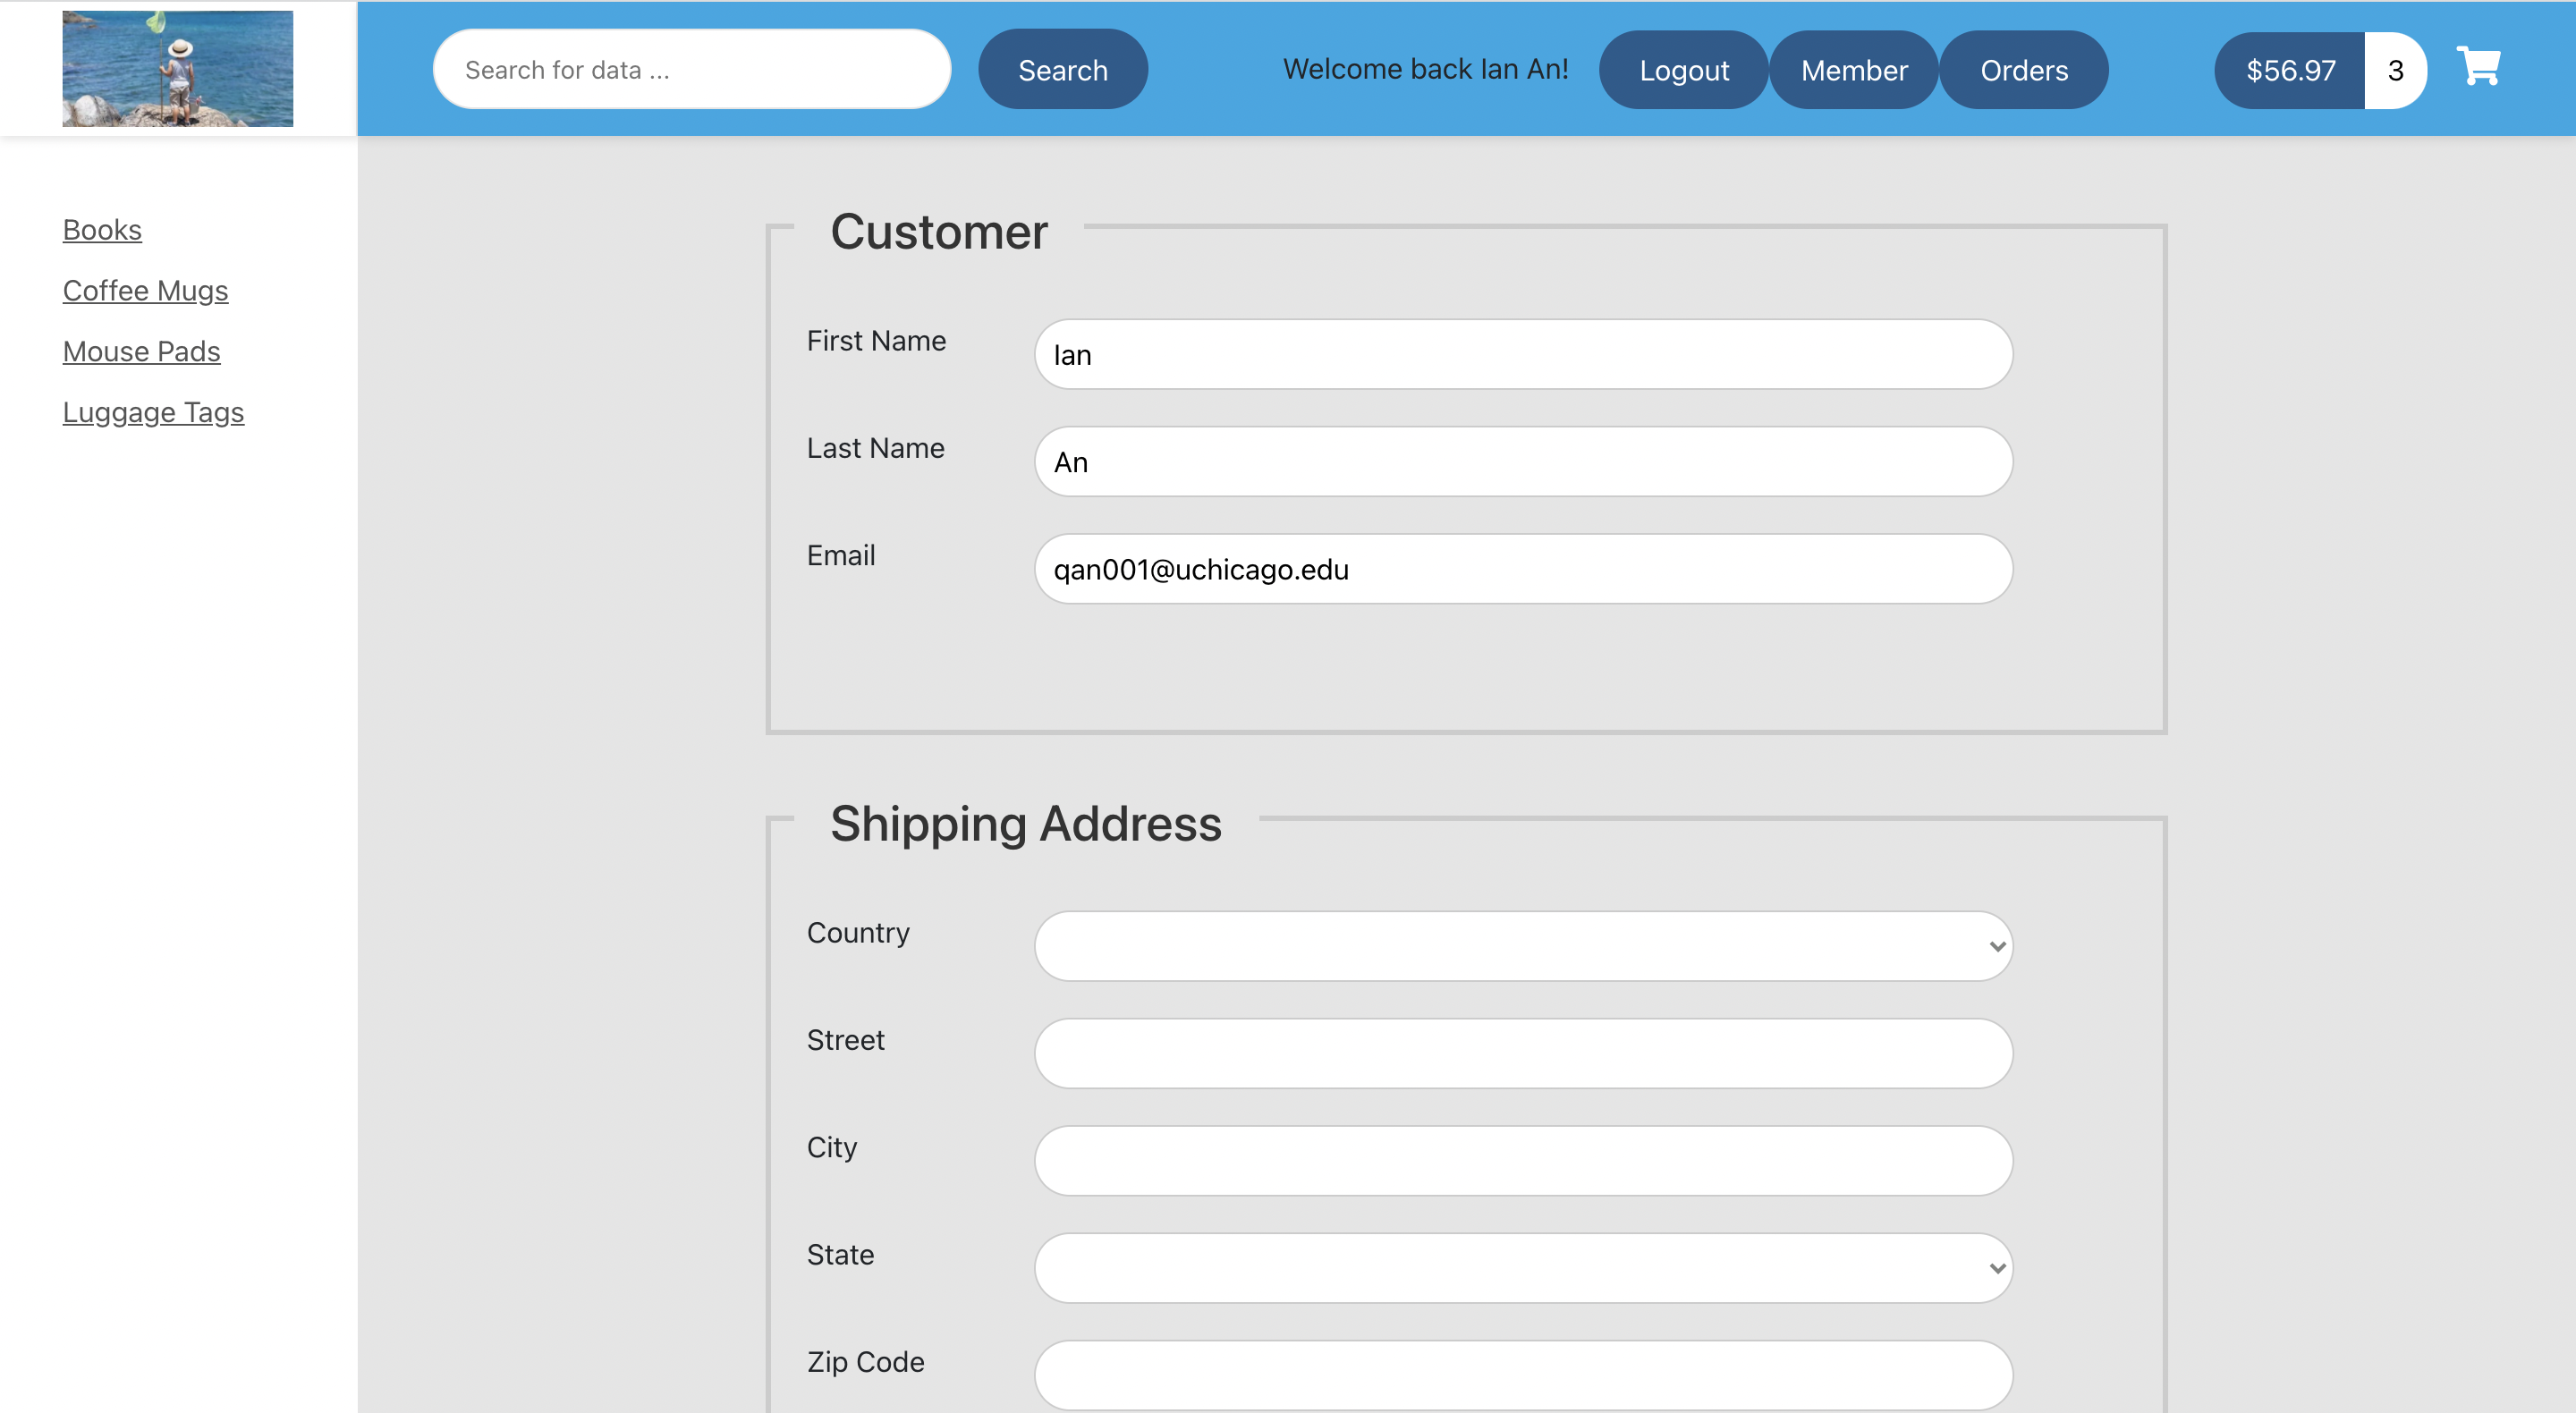 Search for data ...
Search
Welcome back Ian An!
Logout
Member
Orders
$56.97
3
Books
Coffee Mugs
Mouse Pads
Luggage Tags
Customer
First Name
Ian
Last Name
An
Email
qan001@uchicago.edu
Shipping Address
Country
Street
City
State
Zip Code